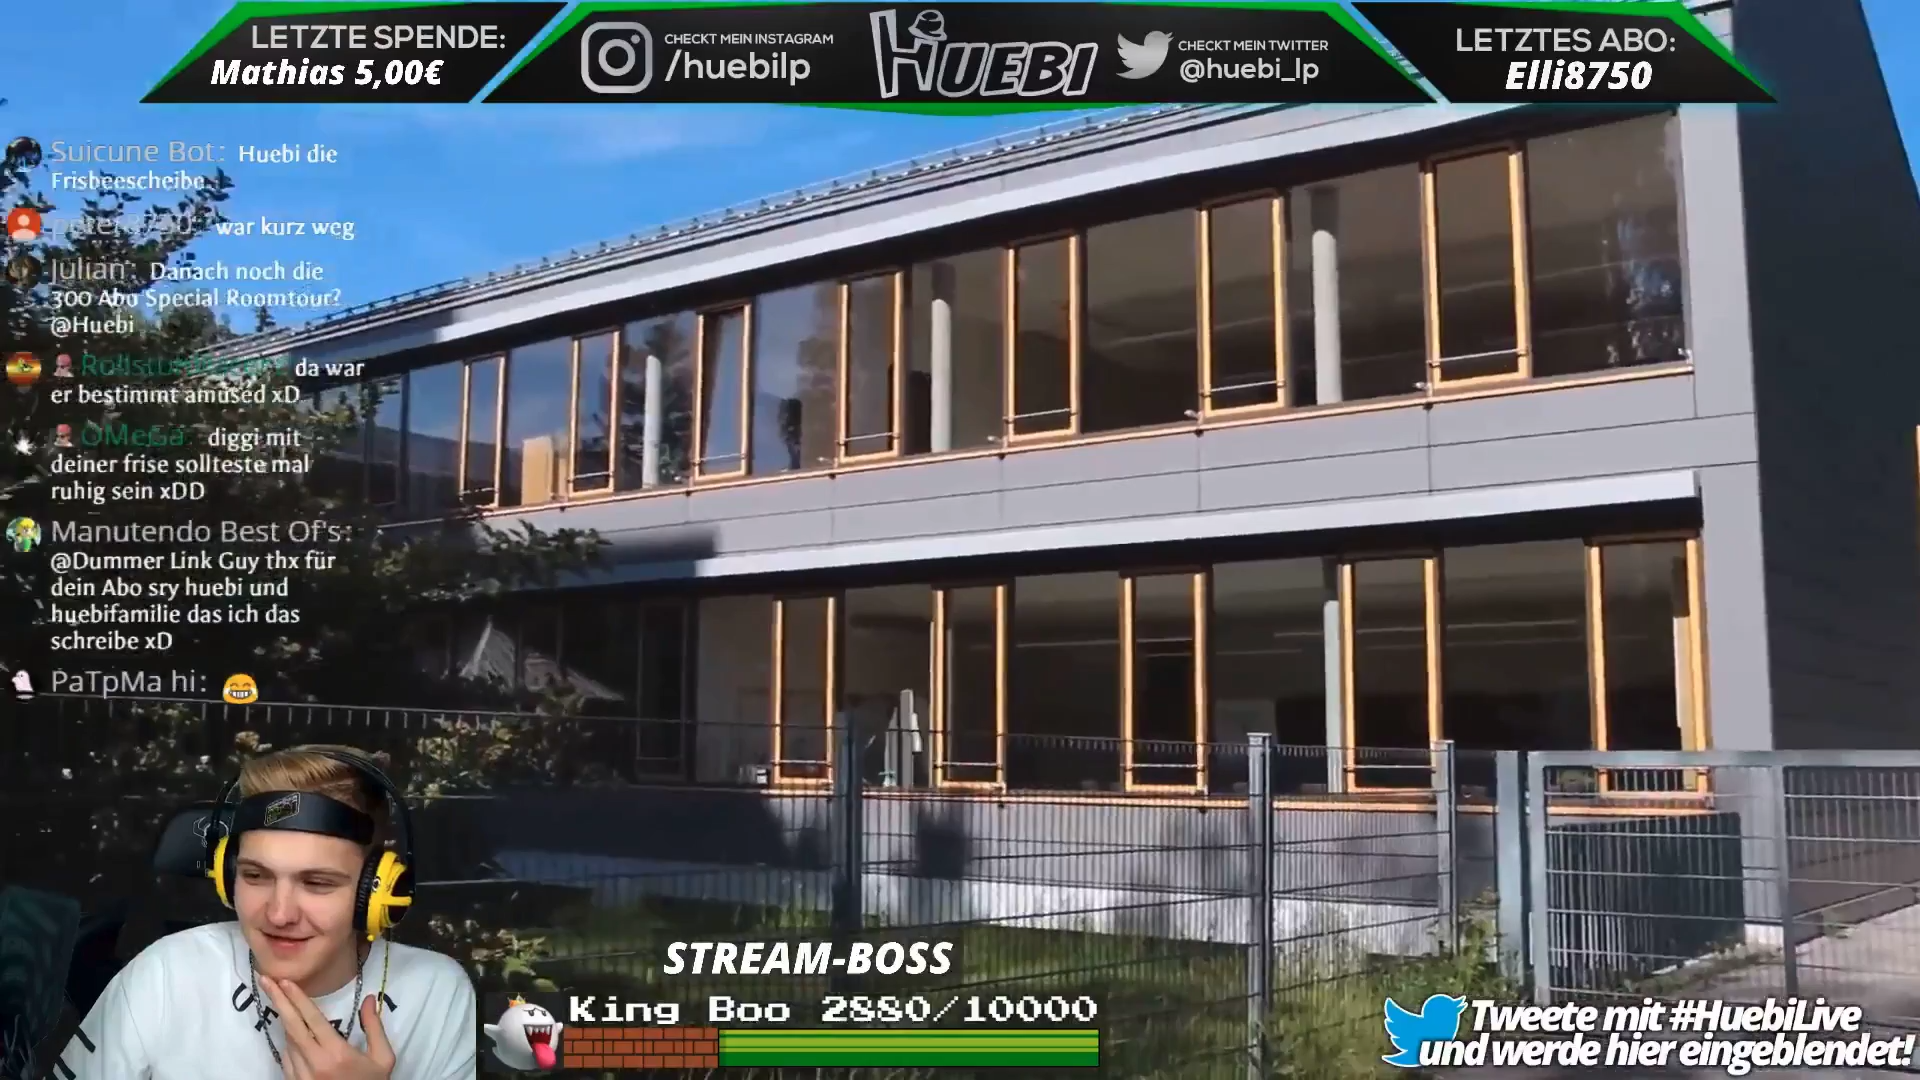 LETZTE SPENDE:
Mathias 5,00€
CHECKT MEIN INSTAGRAM
/huebilp
HUEBI
CHECKT MEIN TWITTER
@huebi_lp
LETZTES ABO:
Elli8750
Suicune Bot: Huebi die
Frisbeescheibe
war kurz weg
Julian: Danach noch die
300 Abo Special Roomtour?
@Huebi
da war
er bestimmt amused xD
OMeGa: diggi mit
deiner frise sollteste mal
ruhig sein xDD
Manutendo Best Of's:
@Dummer Link Guy thx für
dein Abo sry huebi und
huebifamilie das ich das
schreibe xD
PaTpMa hi: 😂
STREAM-BOSS
King Boo 2880/10000
Tweete mit #HuebiLive
und werde hier eingeblendet!